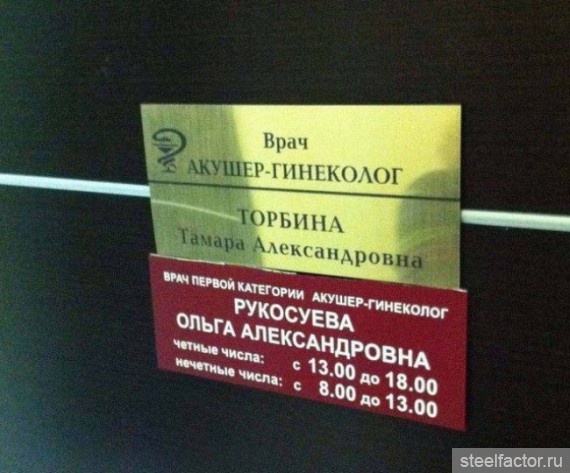 Врач
АКУШЕР-ГИНЕКОЛОГ
ТОРБИНА
Тамара Александровна
ВРАЧ ПЕРВОЙ КАТЕГОРИИ АКУШЕР-ГИНЕКОЛОГ
РУКОСУЕВА
ОЛЬГА АЛЕКСАНДРОВНА
четные числа: с 13.00 до 18.00
нечетные числа: с 8.00 до 13.00
steelfactor.ru